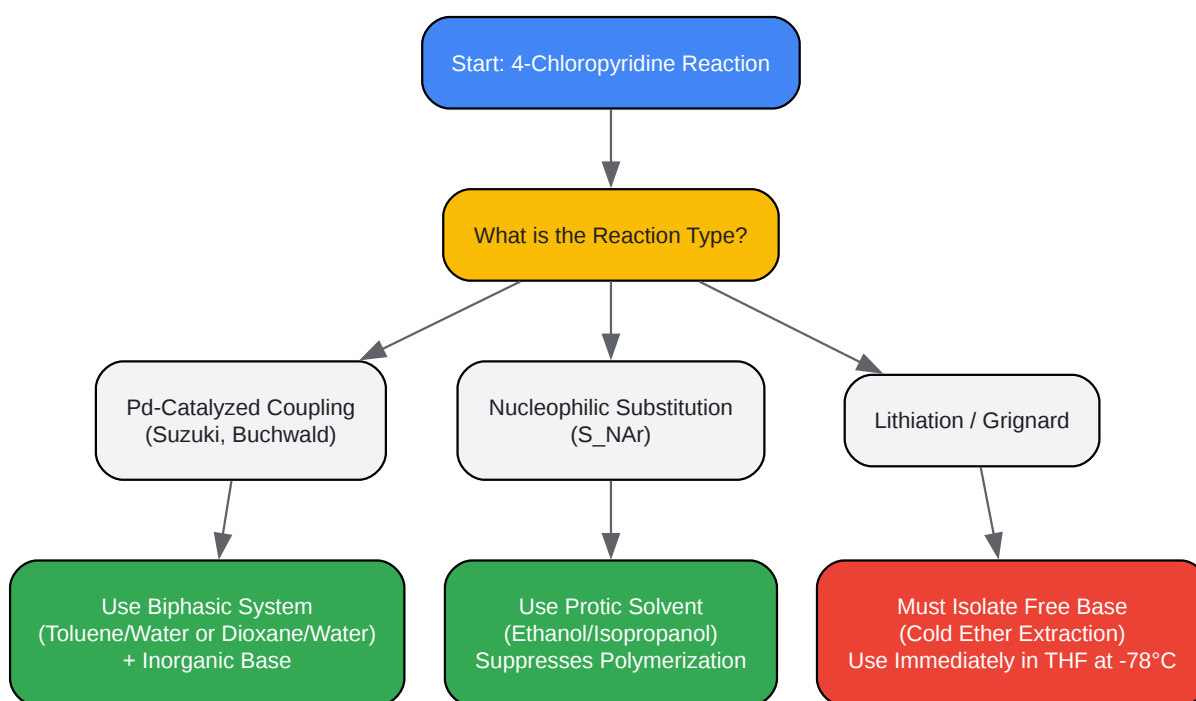 Start: 4-Chloropyridine Reaction
What is the Reaction Type?
Pd-Catalyzed Coupling
(Suzuki, Buchwald)
Nucleophilic Substitution
(S_NAr)
Lithiation / Grignard
Use Biphasic System
(Toluene/Water or Dioxane/Water)
+ Inorganic Base
Use Protic Solvent
(Ethanol/Isopropanol)
Suppresses Polymerization
Must Isolate Free Base
(Cold Ether Extraction)
Use Immediately in THF at -78°C